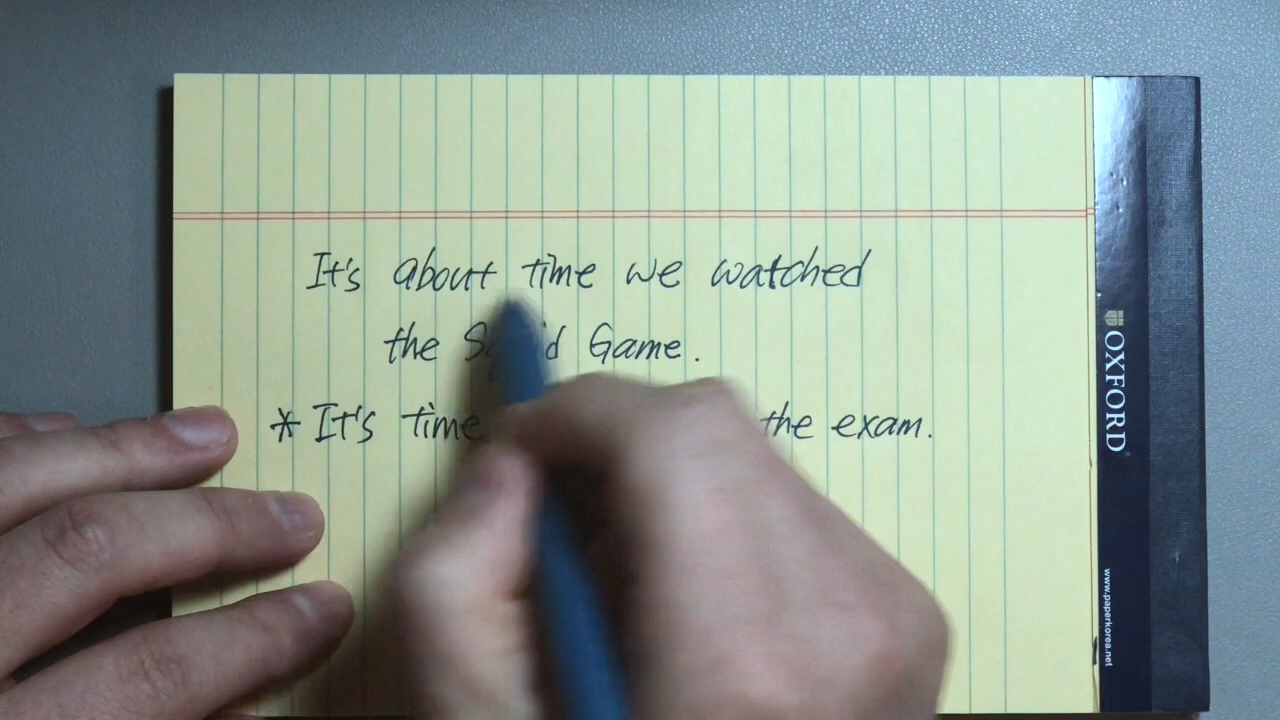 It's about time we watched
the Game.
* It's time the exam.
OXFORD
www.paperkorea.net